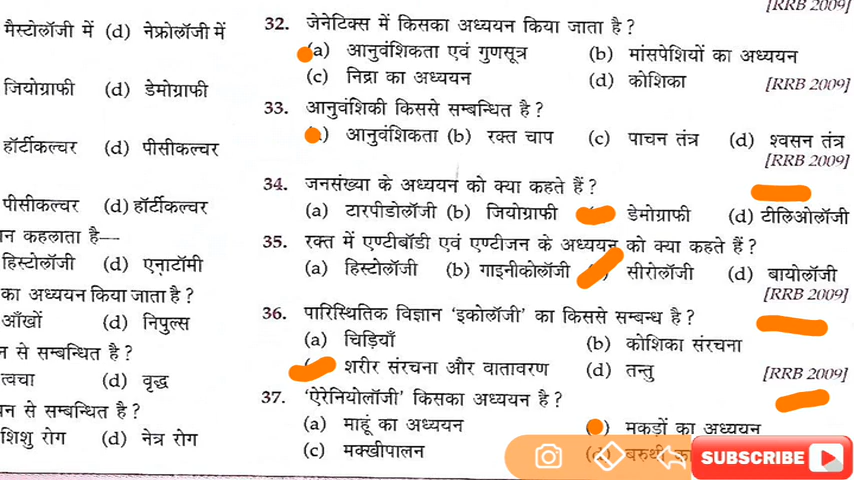 [RRB 2009]
मैस्टोलॉजी में (d) नेफ्रोलॉजी में
जियोग्राफी (d) डेमोग्राफी
हॉर्टीकल्चर (d) पीसीकल्चर
पीसीकल्चर (d) हॉर्टीकल्चर
न कहलाता है—
हिस्टोलॉजी (d) एनाटॉमी
का अध्ययन किया जाता है ?
आँखों (d) निपुल्स
न से सम्बन्धित है ?
त्वचा (d) वृद्ध
न से सम्बन्धित है ?
शिशु रोग (d) नेत्र रोग
32. जेनेटिक्स में किसका अध्ययन किया जाता है ?
(a) आनुवंशिकता एवं गुणसूत्र (b) मांसपेशियों का अध्ययन
(c) निद्रा का अध्ययन (d) कोशिका [RRB 2009]
33. आनुवंशिकी किससे सम्बन्धित है ?
आनुवंशिकता (b) रक्त चाप (c) पाचन तंत्र (d) श्वसन तंत्र
[RRB 2009]
34. जनसंख्या के अध्ययन को क्या कहते हैं ?
(a) टारपीडोलॉजी (b) जियोग्राफी डेमोग्राफी (d) टीलिओलॉजी
35. रक्त में एण्टीबॉडी एवं एण्टीजन के अध्ययन को क्या कहते हैं ?
(a) हिस्टोलॉजी (b) गाइनीकोलॉजी सीरोलॉजी (d) बायोलॉजी
[RRB 2009]
36. पारिस्थितिक विज्ञान ‘इकोलॉजी’ का किससे सम्बन्ध है ?
(a) चिड़ियाँ (b) कोशिका संरचना
शरीर संरचना और वातावरण (d) तन्तु [RRB 2009]
37. ‘ऐरेनियोलॉजी’ किसका अध्ययन है ?
(a) माहूं का अध्ययन मकड़ों का अध्ययन
(c) मक्खीपालन (d) बरुथी
SUBSCRIBE